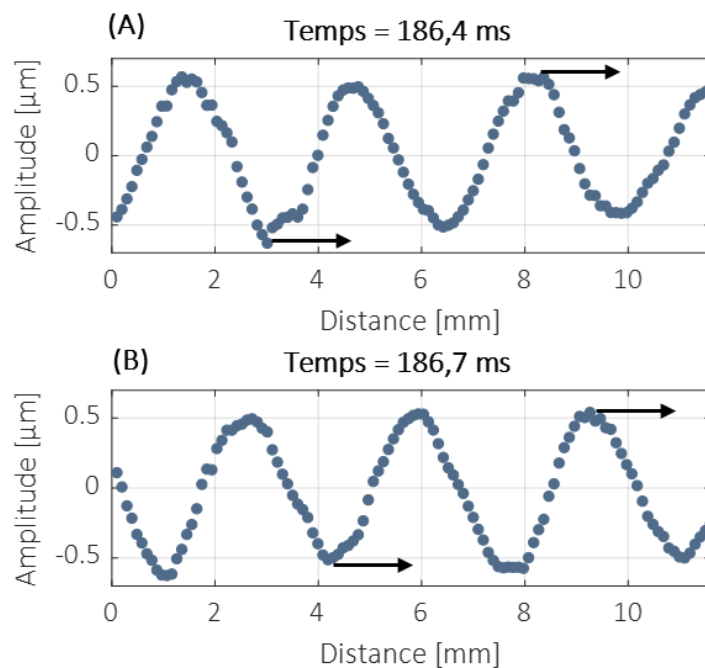 (A)
Temps = 186,4 ms
Amplitude [µm]
0.5
0
-0.5
0 2 4 6 8 10
Distance [mm]
(B)
Temps = 186,7 ms
Amplitude [µm]
0.5
0
-0.5
0 2 4 6 8 10
Distance [mm]